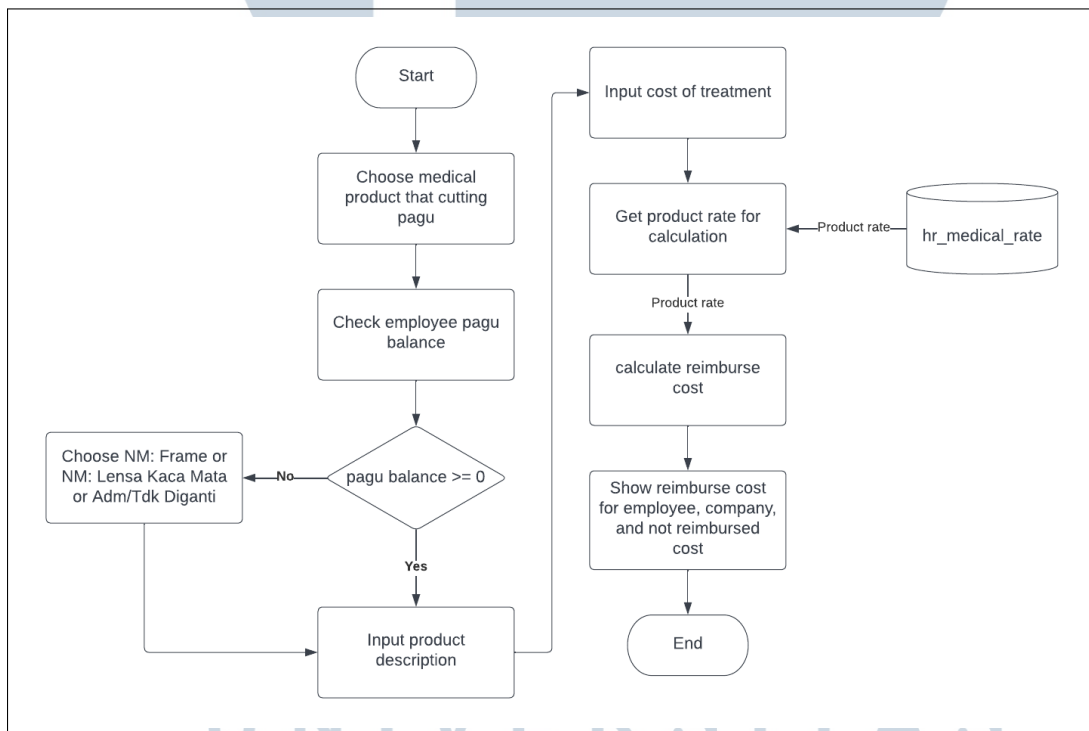 Start
Choose medical
product that cutting
pagu
Check employee pagu
balance
pagu balance >= 0
No
Choose NM: Frame or
NM: Lensa Kaca Mata
or Adm/Tdk Diganti
Yes
Input product
description
Input cost of treatment
Get product rate for
calculation
Product rate
hr_medical_rate
Product rate
calculate reimburse
cost
Show reimburse cost
for employee, company,
and not reimbursed
cost
End